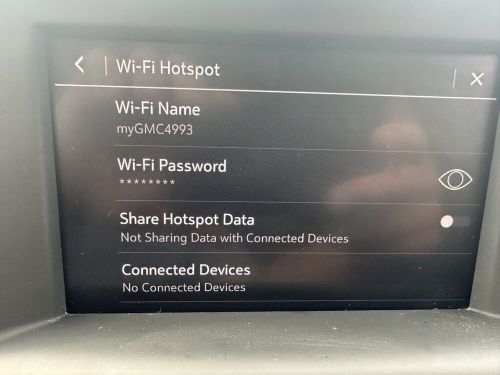 Wi-Fi Hotspot
Wi-Fi Name
myGMC4993
Wi-Fi Password
********
Share Hotspot Data
Not Sharing Data with Connected Devices
Connected Devices
No Connected Devices